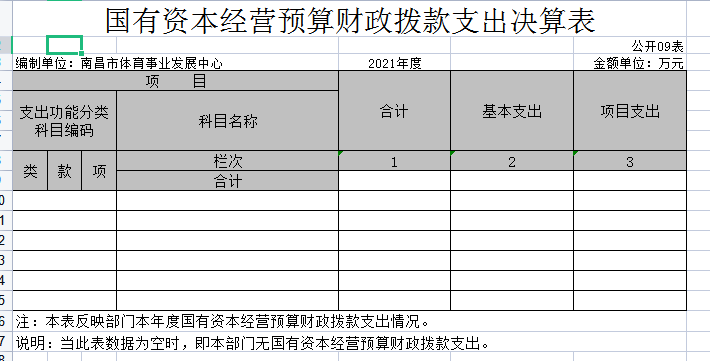 国有资本经营预算财政拨款支出决算表
公开09表
编制单位：南昌市体育事业发展中心 2021年度 金额单位：万元
项 目 合计 基本支出 项目支出
支出功能分类科目编码 科目名称
类 款 项 栏次 1 2 3
合计
注：本表反映部门本年度国有资本经营预算财政拨款支出情况。
说明：当此表数据为空时，即本部门无国有资本经营预算财政拨款支出。